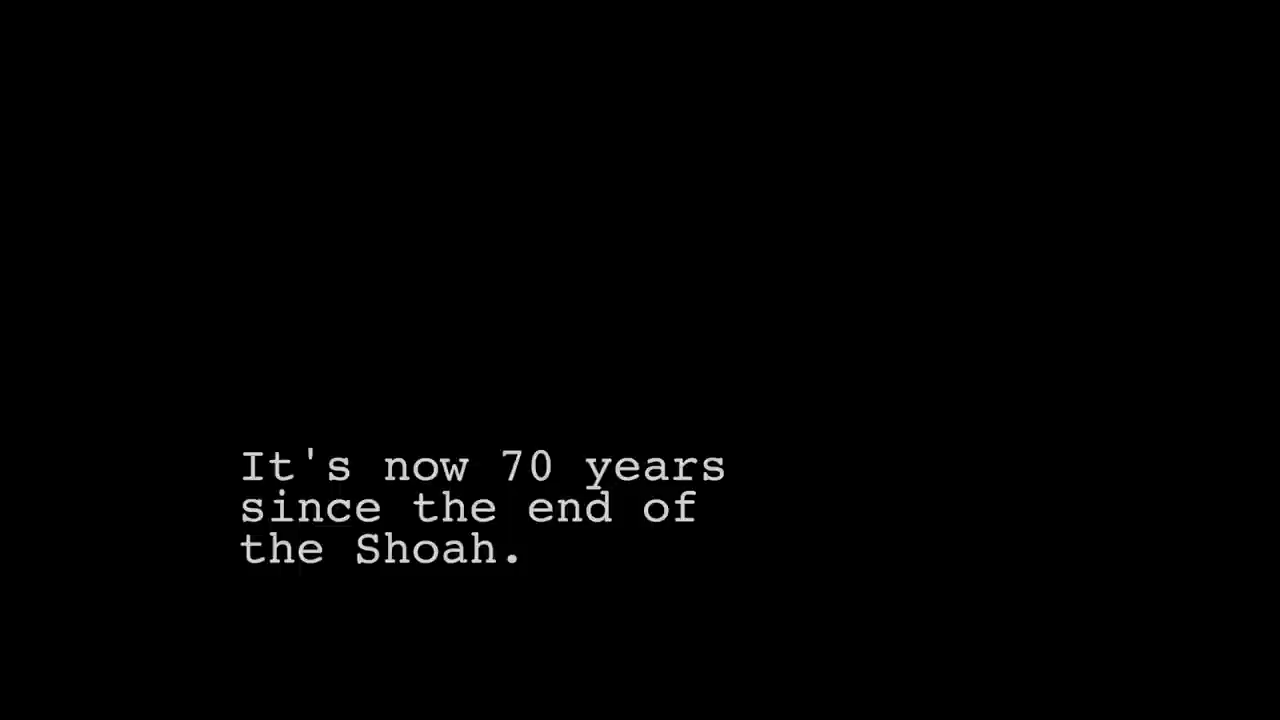 It's now 70 years
since the end of
the Shoah.